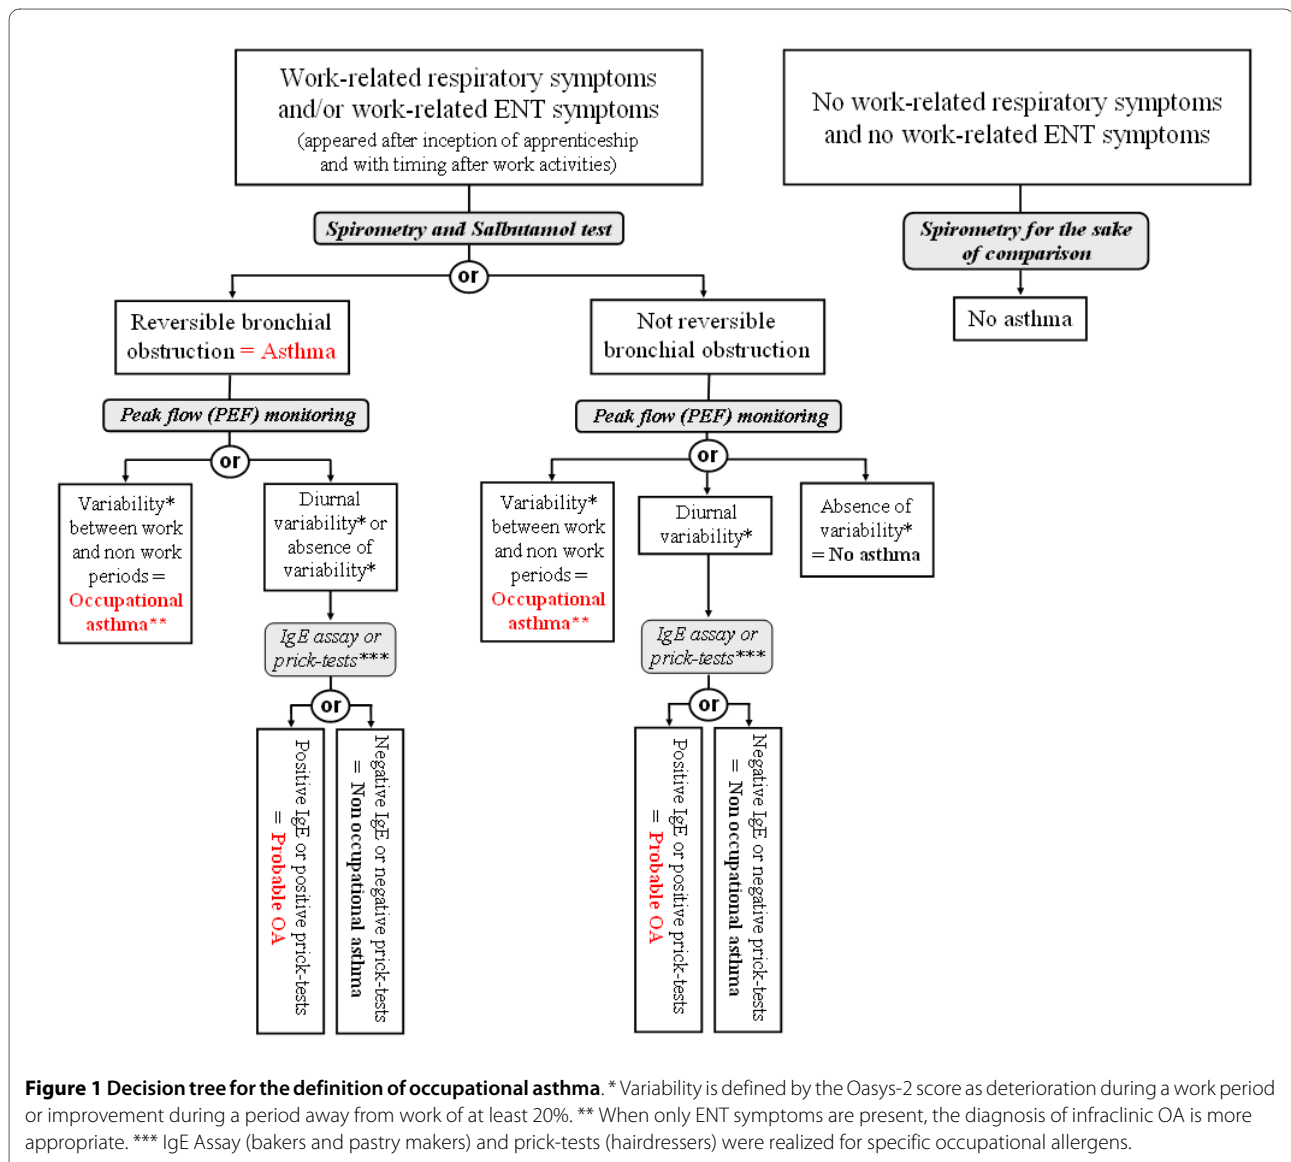 Work-related respiratory symptoms
and/or work-related ENT symptoms
(appeared after inception of apprenticeship
and with timing after work activities)
No work-related respiratory symptoms
and no work-related ENT symptoms
Spirometry and Salbutamol test
Spirometry for the sake
of comparison
or
No asthma
Reversible bronchial
obstruction = Asthma
Not reversible
bronchial obstruction
Peak flow (PEF) monitoring
Peak flow (PEF) monitoring
or
or
Variability*
between work
and non work
periods =
Occupational
asthma**
Diurnal
variability* or
absence of
variability*
Variability*
between work
and non work
periods =
Occupational
asthma**
Diurnal
variability*
Absence of
variability*
= No asthma
IgE assay or
prick-tests***
IgE assay or
prick-tests***
or
or
Positive IgE or positive prick-tests
= Probable OA
Negative IgE or negative prick-tests
= Non occupational asthma
Positive IgE or positive prick-tests
= Probable OA
Negative IgE or negative prick-tests
= Non occupational asthma
Figure 1 Decision tree for the definition of occupational asthma. * Variability is defined by the Oasys-2 score as deterioration during a work period
or improvement during a period away from work of at least 20%. ** When only ENT symptoms are present, the diagnosis of infraclinic OA is more
appropriate. *** IgE Assay (bakers and pastry makers) and prick-tests (hairdressers) were realized for specific occupational allergens.